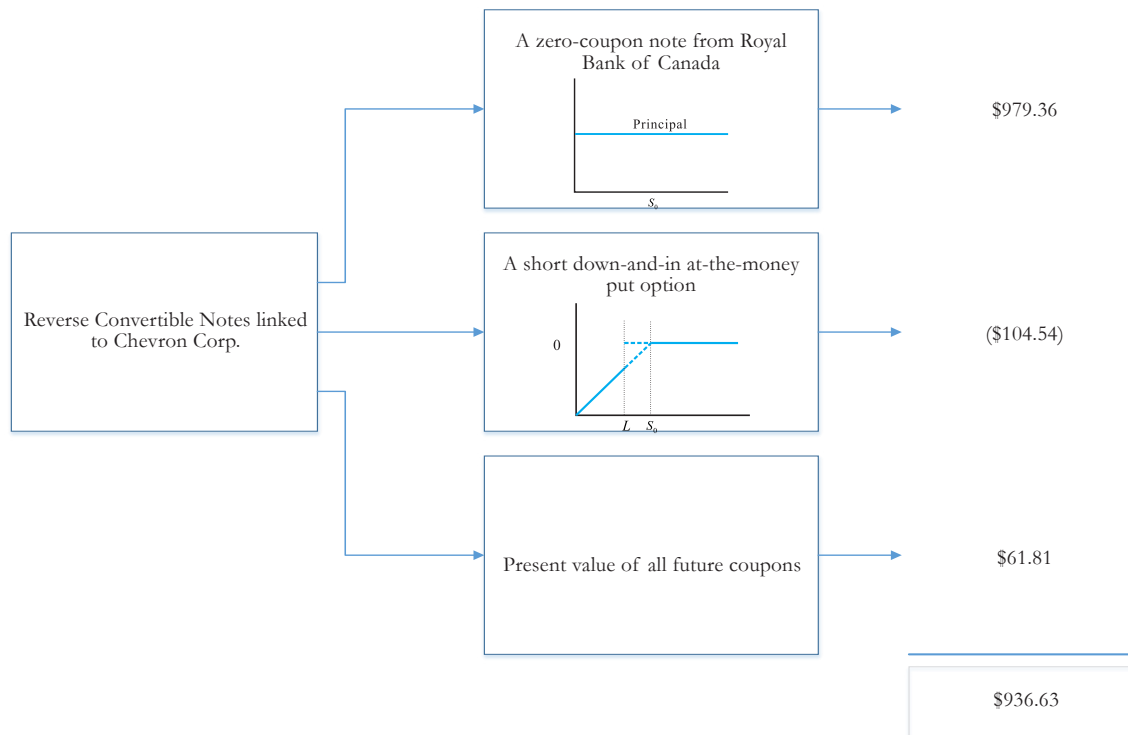 A zero-coupon note from Royal
Bank of Canada
Principal
S₀
$979.36
Reverse Convertible Notes linked
to Chevron Corp.
A short down-and-in at-the-money
put option
0
L S₀
($104.54)
Present value of all future coupons
$61.81
$936.63